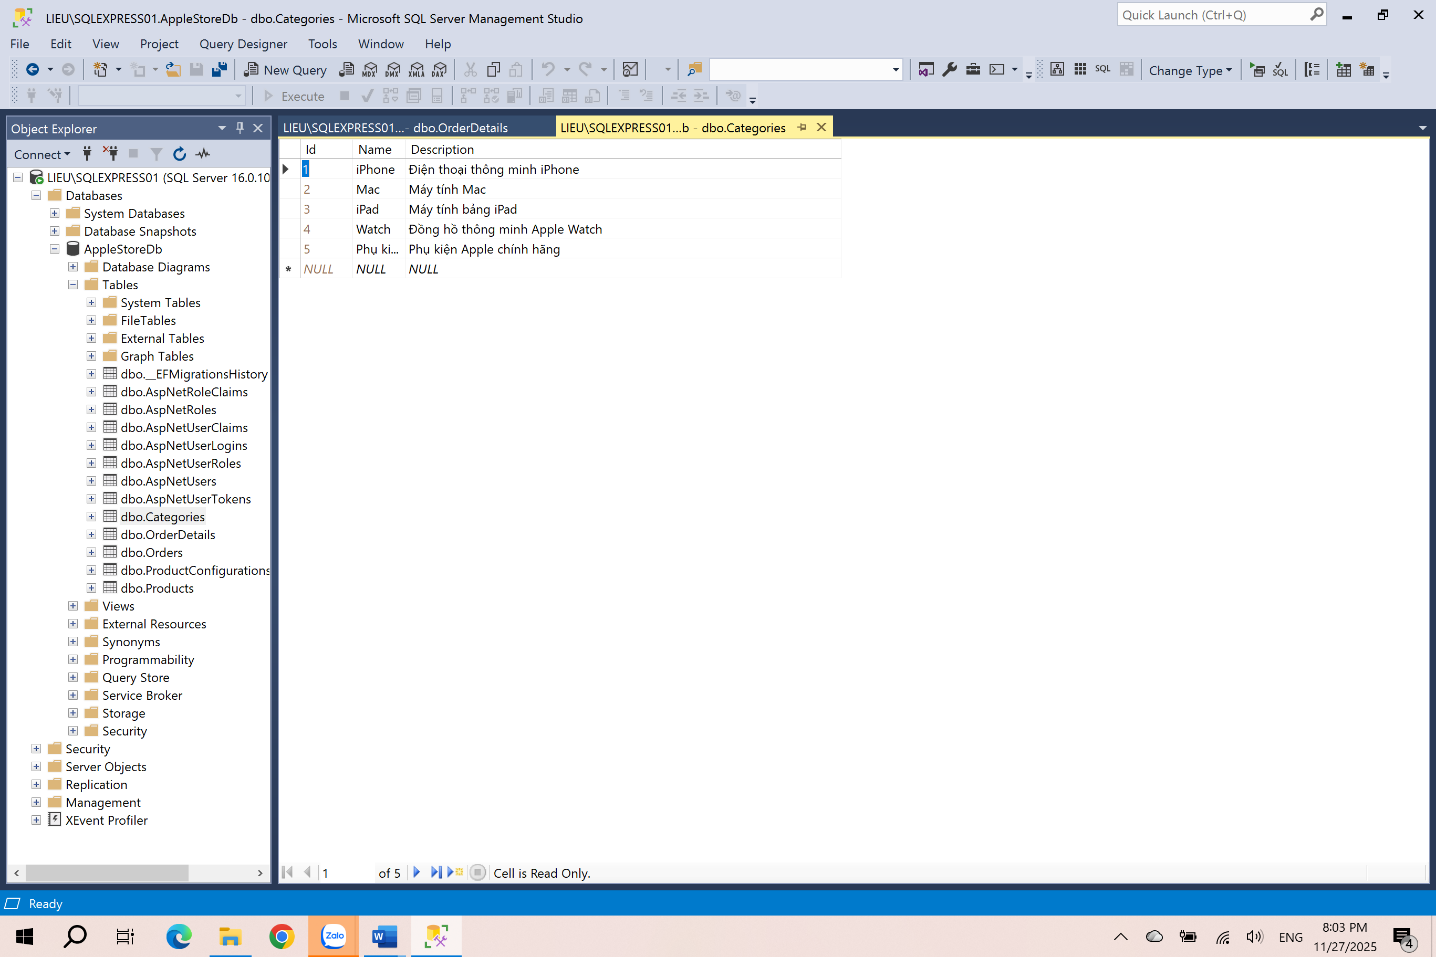 LIEU\SQLEXPRESS01.AppleStoreDb - dbo.Categories - Microsoft SQL Server Management Studio
Quick Launch (Ctrl+Q)
File Edit View Project Query Designer Tools Window Help
New Query
MDX DMX XMLA DAX
SQL
Change Type
SQL
Execute
Object Explorer
Connect
LIEU\SQLEXPRESS01 (SQL Server 16.0.10
Databases
System Databases
Database Snapshots
AppleStoreDb
Database Diagrams
Tables
System Tables
FileTables
External Tables
Graph Tables
dbo.__EFMigrationsHistory
dbo.AspNetRoleClaims
dbo.AspNetRoles
dbo.AspNetUserClaims
dbo.AspNetUserLogins
dbo.AspNetUserRoles
dbo.AspNetUsers
dbo.AspNetUserTokens
dbo.Categories
dbo.OrderDetails
dbo.Orders
dbo.ProductConfigurations
dbo.Products
Views
External Resources
Synonyms
Programmability
Query Store
Service Broker
Storage
Security
Security
Server Objects
Replication
Management
XEvent Profiler
LIEU\SQLEXPRESS01...- dbo.OrderDetails
LIEU\SQLEXPRESS01...b - dbo.Categories
Id Name Description
1 iPhone Điện thoại thông minh iPhone
2 Mac Máy tính Mac
3 iPad Máy tính bảng iPad
4 Watch Đồng hồ thông minh Apple Watch
5 Phụ ki... Phụ kiện Apple chính hãng
NULL NULL NULL
1 of 5 Cell is Read Only.
Ready
Zalo
ENG
8:03 PM
11/27/2025
4